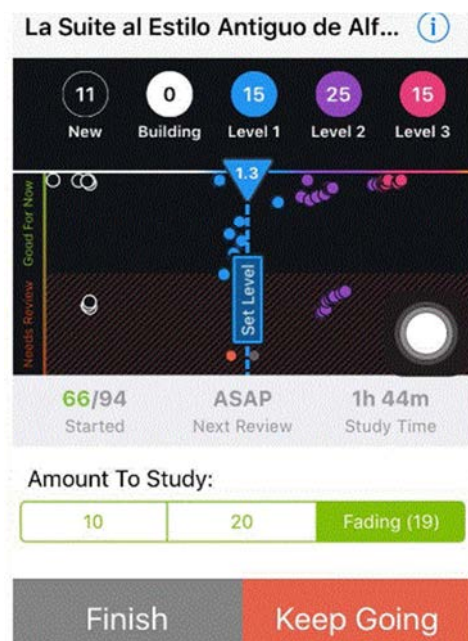 La Suite al Estilo Antiguo de Alf... i
11 0 15 25 15
New Building Level 1 Level 2 Level 3
1.3
Good For Now
Set Level
Needs Review
66/94 ASAP 1h 44m
Started Next Review Study Time
Amount To Study:
10 20 Fading (19)
Finish Keep Going